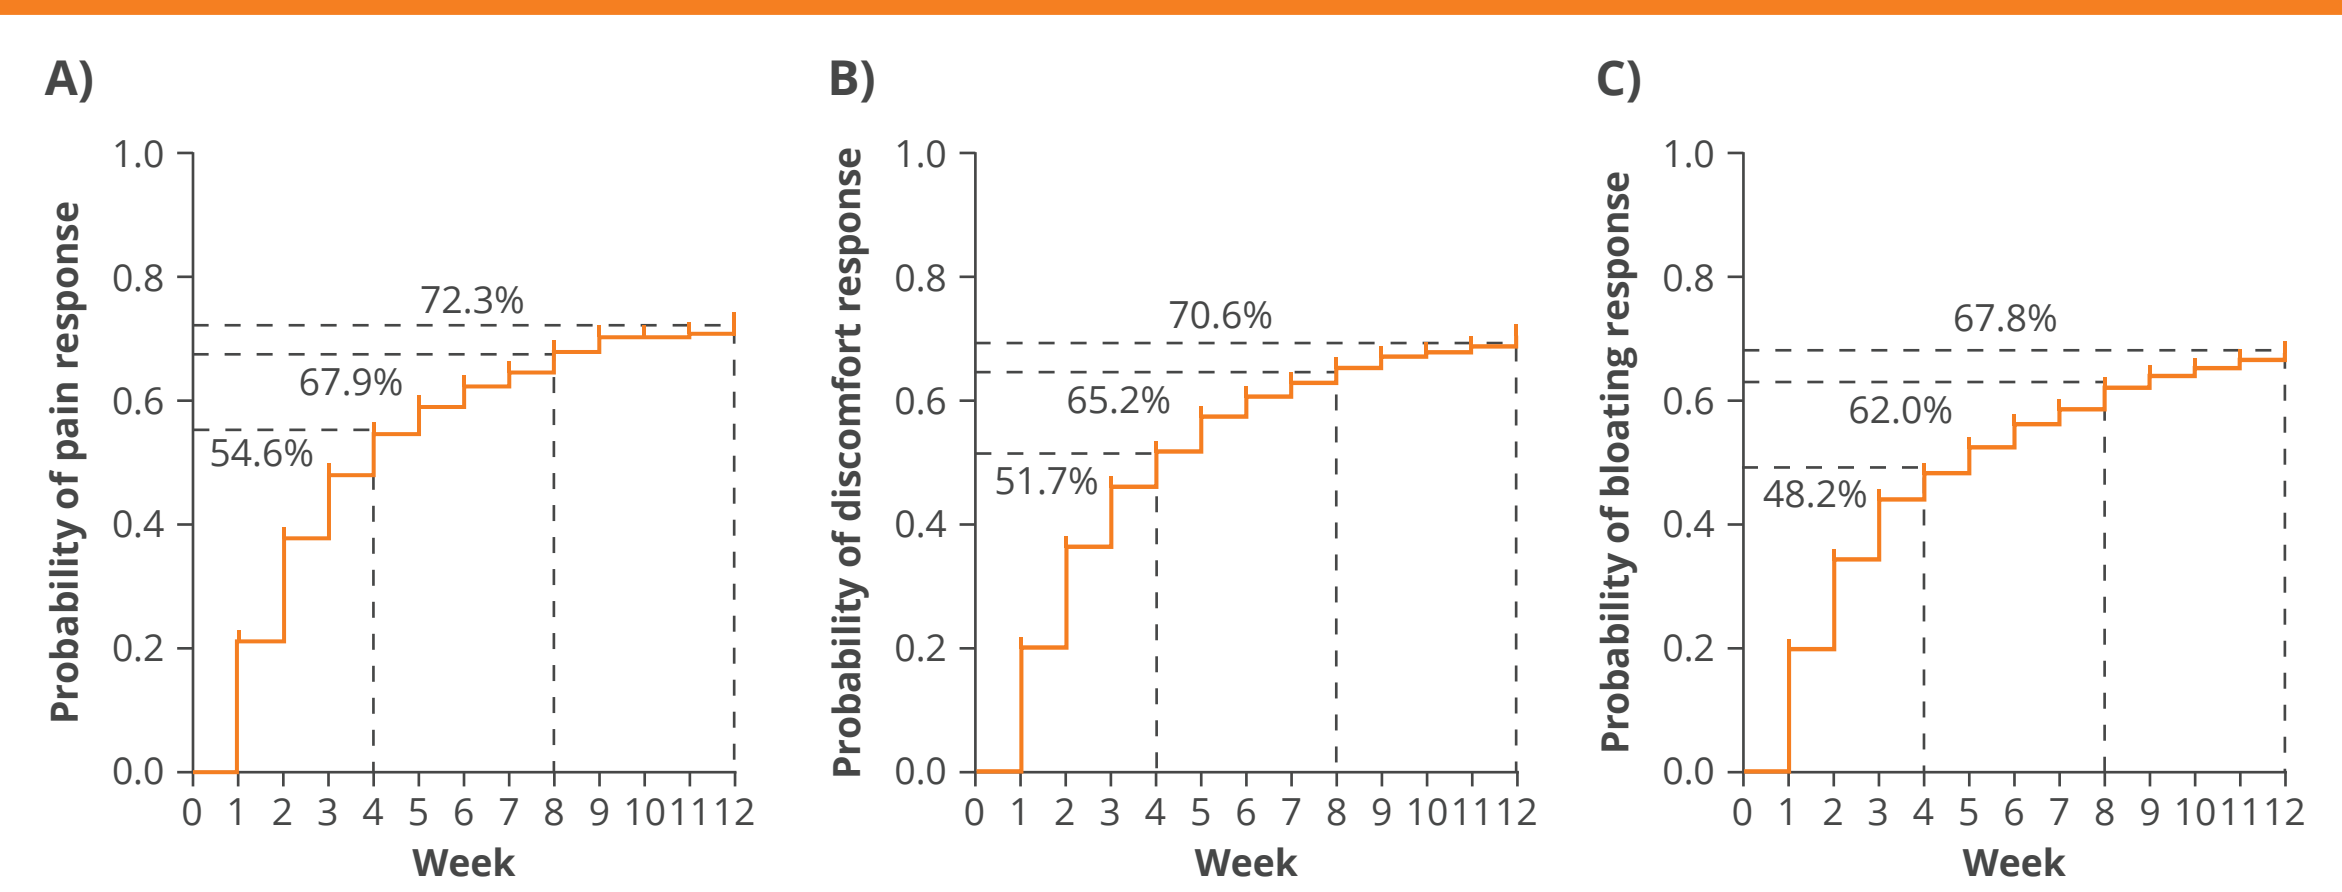 A)
Probability of pain response
1.0
0.8
0.6
0.4
0.2
0.0
72.3%
67.9%
54.6%
0 1 2 3 4 5 6 7 8 9 10 11 12
Week
B)
Probability of discomfort response
1.0
0.8
0.6
0.4
0.2
0.0
70.6%
65.2%
51.7%
0 1 2 3 4 5 6 7 8 9 10 11 12
Week
C)
Probability of bloating response
1.0
0.8
0.6
0.4
0.2
0.0
67.8%
62.0%
48.2%
0 1 2 3 4 5 6 7 8 9 10 11 12
Week